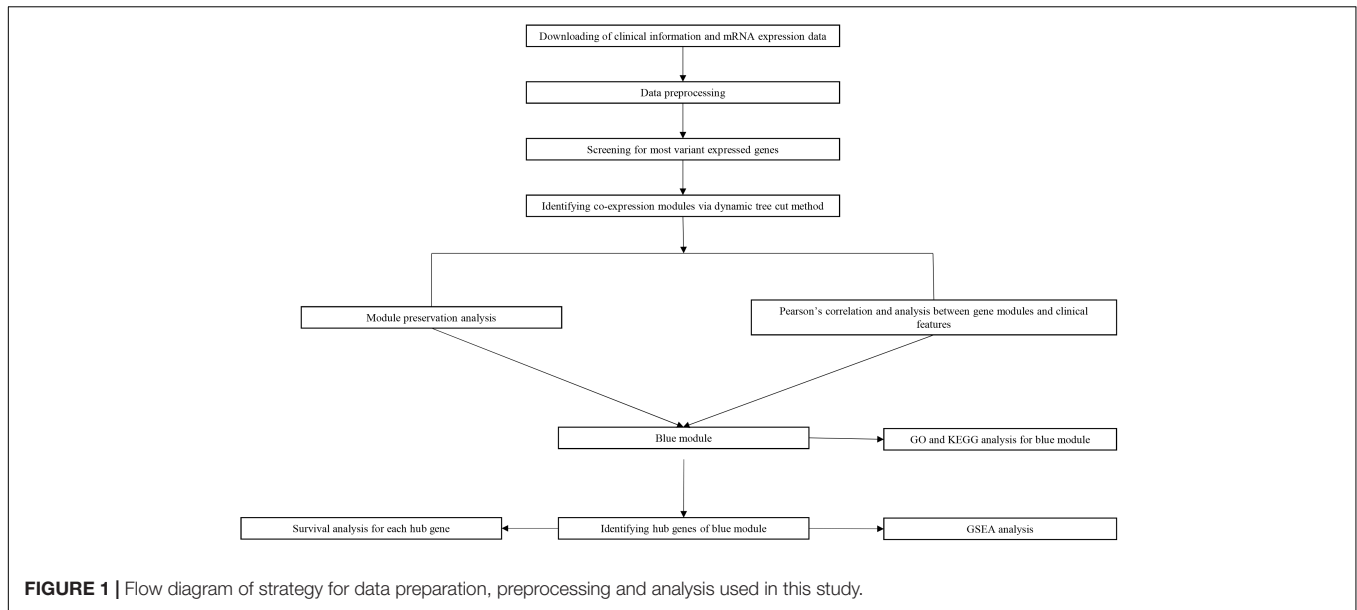 Downloading of clinical information and mRNA expression data
Data preprocessing
Screening for most variant expressed genes
Identifying co-expression modules via dynamic tree cut method
Module preservation analysis
Pearson's correlation and analysis between gene modules and clinical
features
Blue module
GO and KEGG analysis for blue module
Survival analysis for each hub gene
Identifying hub genes of blue module
GSEA analysis
FIGURE 1 | Flow diagram of strategy for data preparation, preprocessing and analysis used in this study.